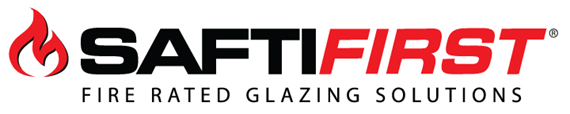 SAFTIFIRST®
FIRE RATED GLAZING SOLUTIONS